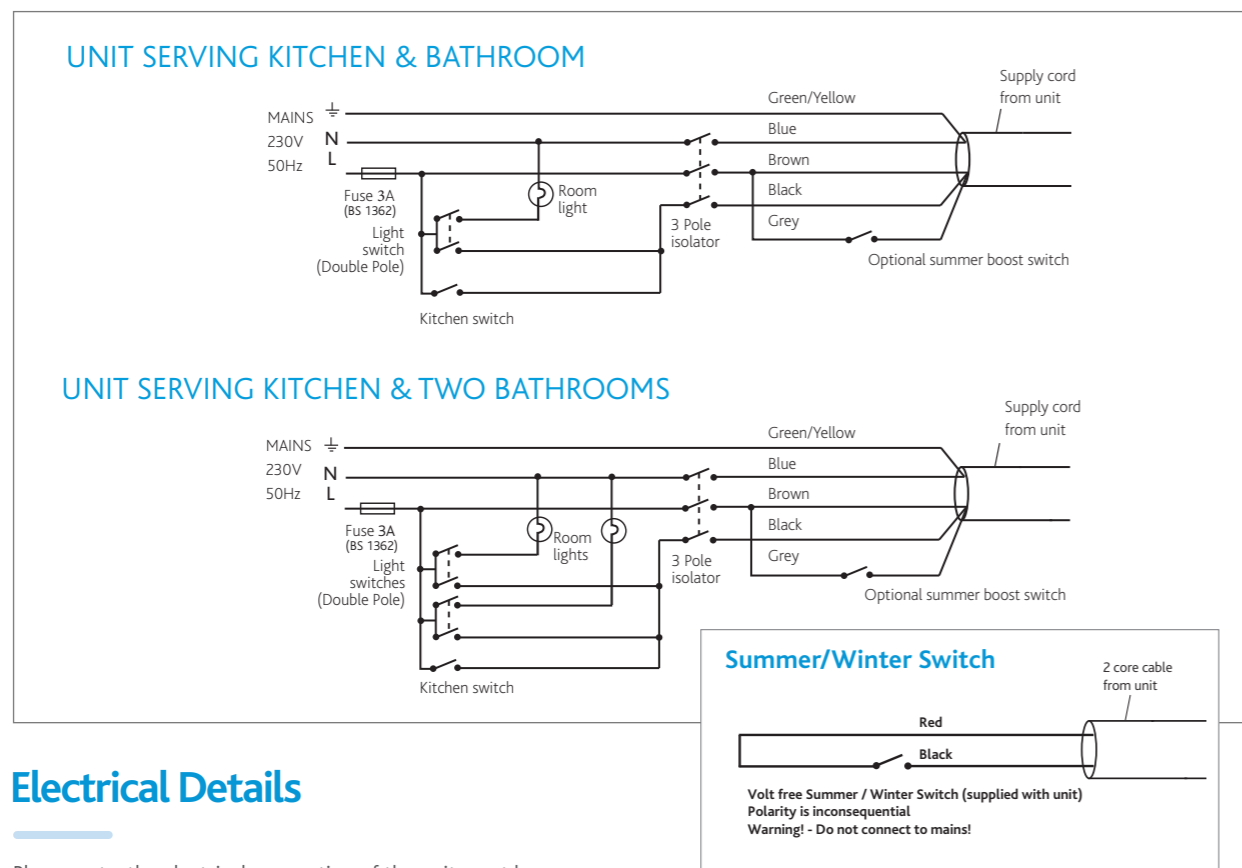 UNIT SERVING KITCHEN & BATHROOM
Supply cord
from unit
MAINS
230V
50Hz
N
L
Green/Yellow
Blue
Brown
Black
Grey
Fuse 3A
(BS 1362)
Light
switch
(Double Pole)
Room
light
3 Pole
isolator
Optional summer boost switch
Kitchen switch
UNIT SERVING KITCHEN & TWO BATHROOMS
Supply cord
from unit
MAINS
230V
50Hz
N
L
Green/Yellow
Blue
Brown
Black
Grey
Fuse 3A
(BS 1362)
Light
switches
(Double Pole)
Room
lights
3 Pole
isolator
Optional summer boost switch
Kitchen switch
Summer/Winter Switch
2 core cable
from unit
Red
Black
Volt free Summer / Winter Switch (supplied with unit)
Polarity is inconsequential
Warning! - Do not connect to mains!
Electrical Details